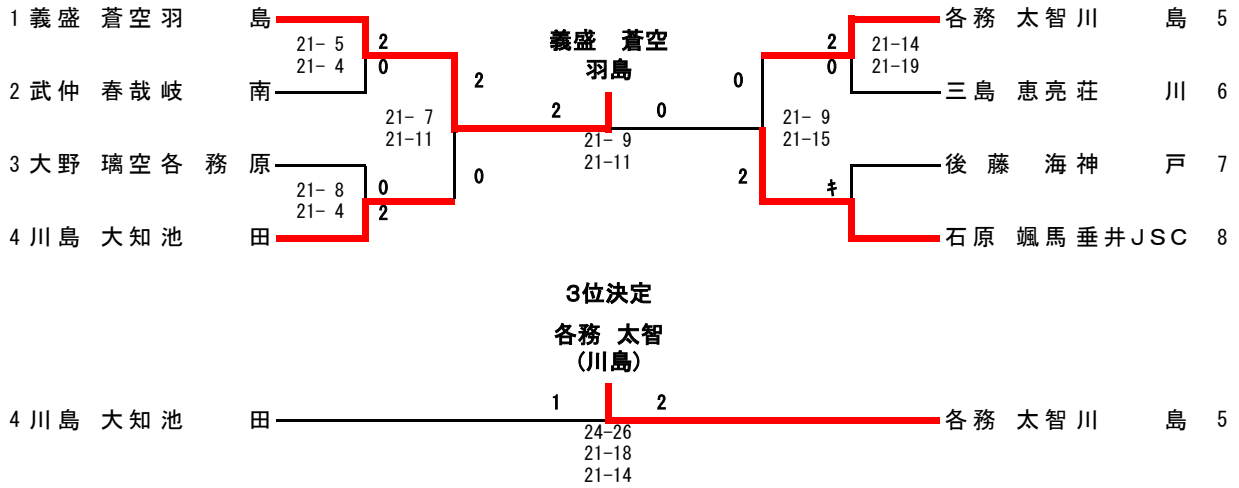 1 義盛 蒼空 羽島
21- 5
21- 4
2
0
2 武仲 春哉 岐南
2
21- 7
21-11
0
3 大野 璃空 各務原
21- 8
21- 4
0
2
4 川島 大知 池田
義盛 蒼空
羽島
2 0
21- 9
21-11
各務 太智 川島 5
2
0
21-14
21-19
三島 恵亮 荘川 6
0
21- 9
21-15
2
後藤 海 神戸 7
キ
石原 颯馬 垂井JSC 8
3位決定
各務 太智
(川島)
1 2
4 川島 大知 池田
各務 太智 川島 5
24-26
21-18
21-14